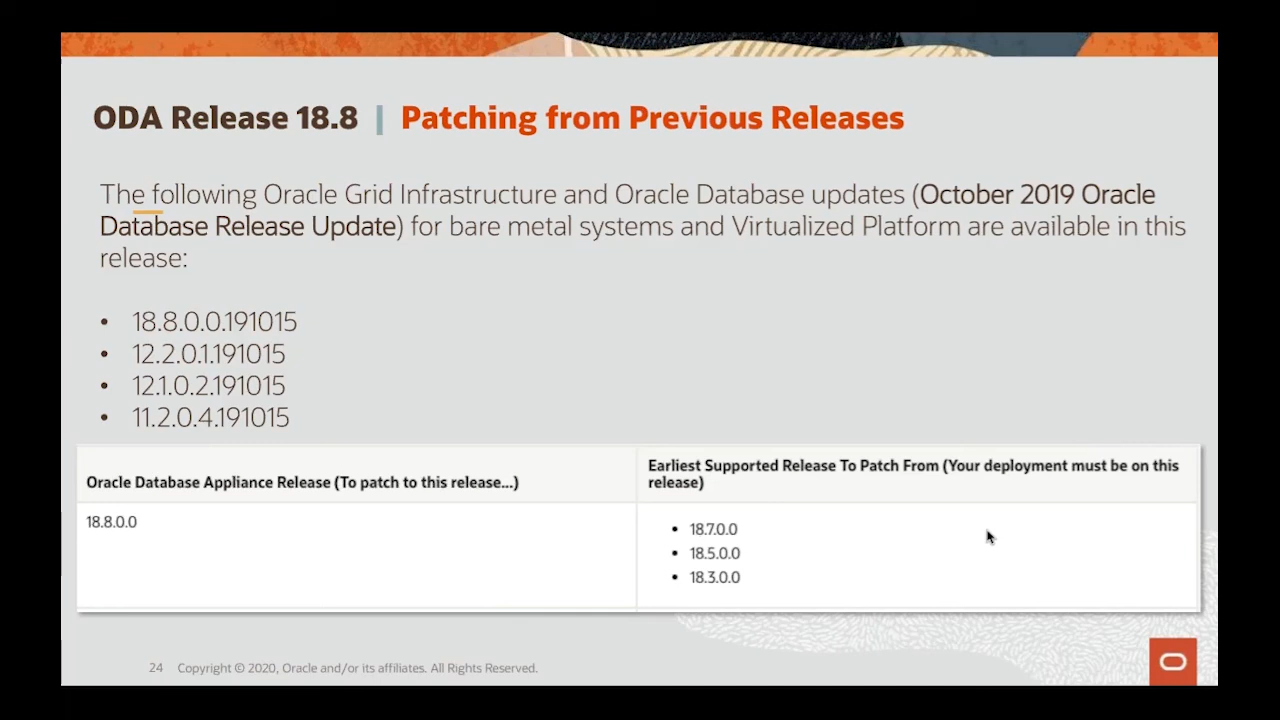 ODA Release 18.8 | Patching from Previous Releases
The following Oracle Grid Infrastructure and Oracle Database updates (October 2019 Oracle
Database Release Update) for bare metal systems and Virtualized Platform are available in this
release:
• 18.8.0.0.191015
• 12.2.0.1.191015
• 12.1.0.2.191015
• 11.2.0.4.191015
Oracle Database Appliance Release (To patch to this release...)
Earliest Supported Release To Patch From (Your deployment must be on this
release)
18.8.0.0
• 18.7.0.0
• 18.5.0.0
• 18.3.0.0
24 Copyright © 2020, Oracle and/or its affiliates. All Rights Reserved.